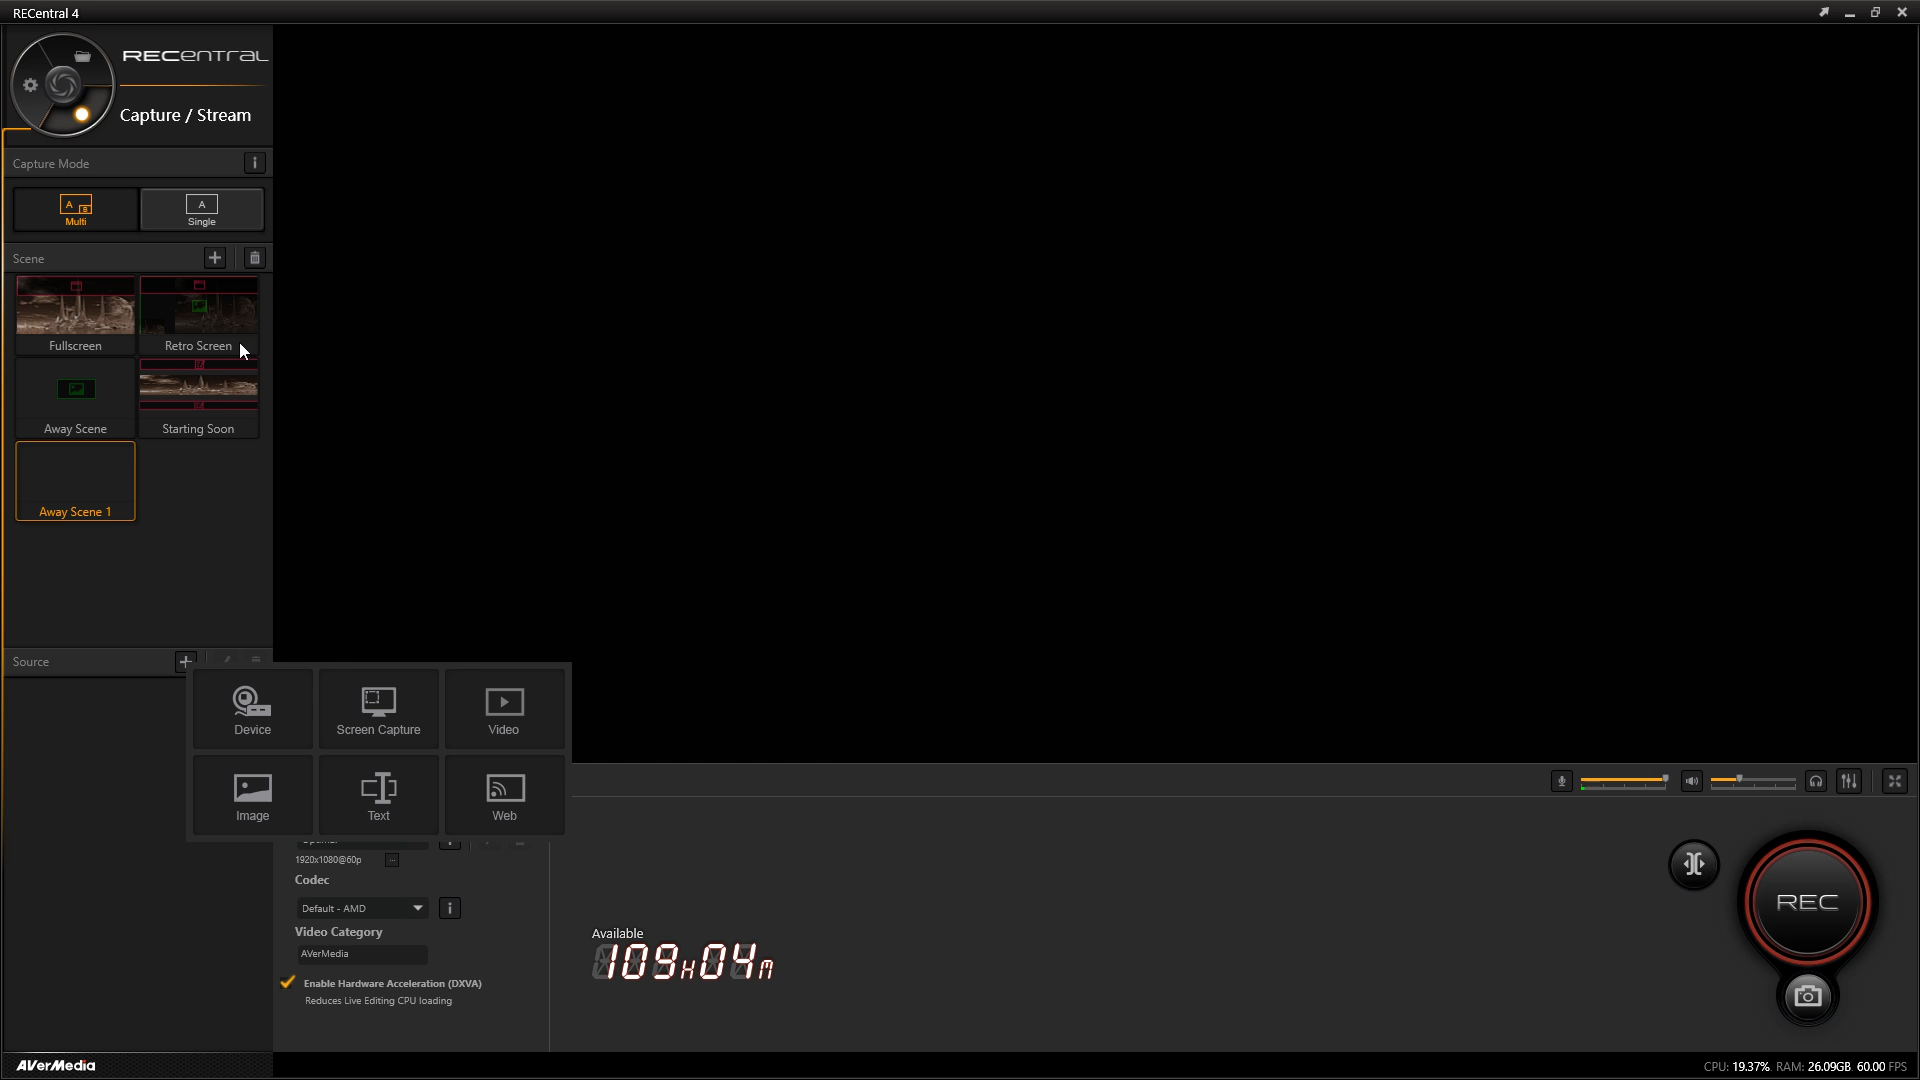 RECentral 4
RECentral
Capture / Stream
Capture Mode
i
A B
Multi
A
Single
Scene
Fullscreen
Retro Screen
Away Scene
Starting Soon
Away Scene 1
Source
Device
Screen Capture
Video
Image
Text
Web
1920x1080@60p
...
Codec
Default - AMD
i
Video Category
AVerMedia
Enable Hardware Acceleration (DXVA)
Reduces Live Editing CPU loading
Available
109H04m
REC
AVerMedia
CPU: 19.37% RAM: 26.09GB 60.00 FPS